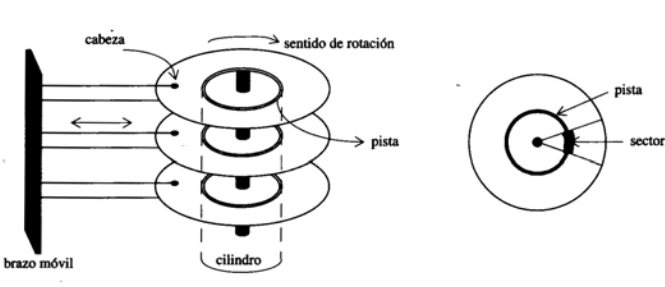 cabeza
sentido de rotación
pista
cilindro
brazo móvil
pista
sector